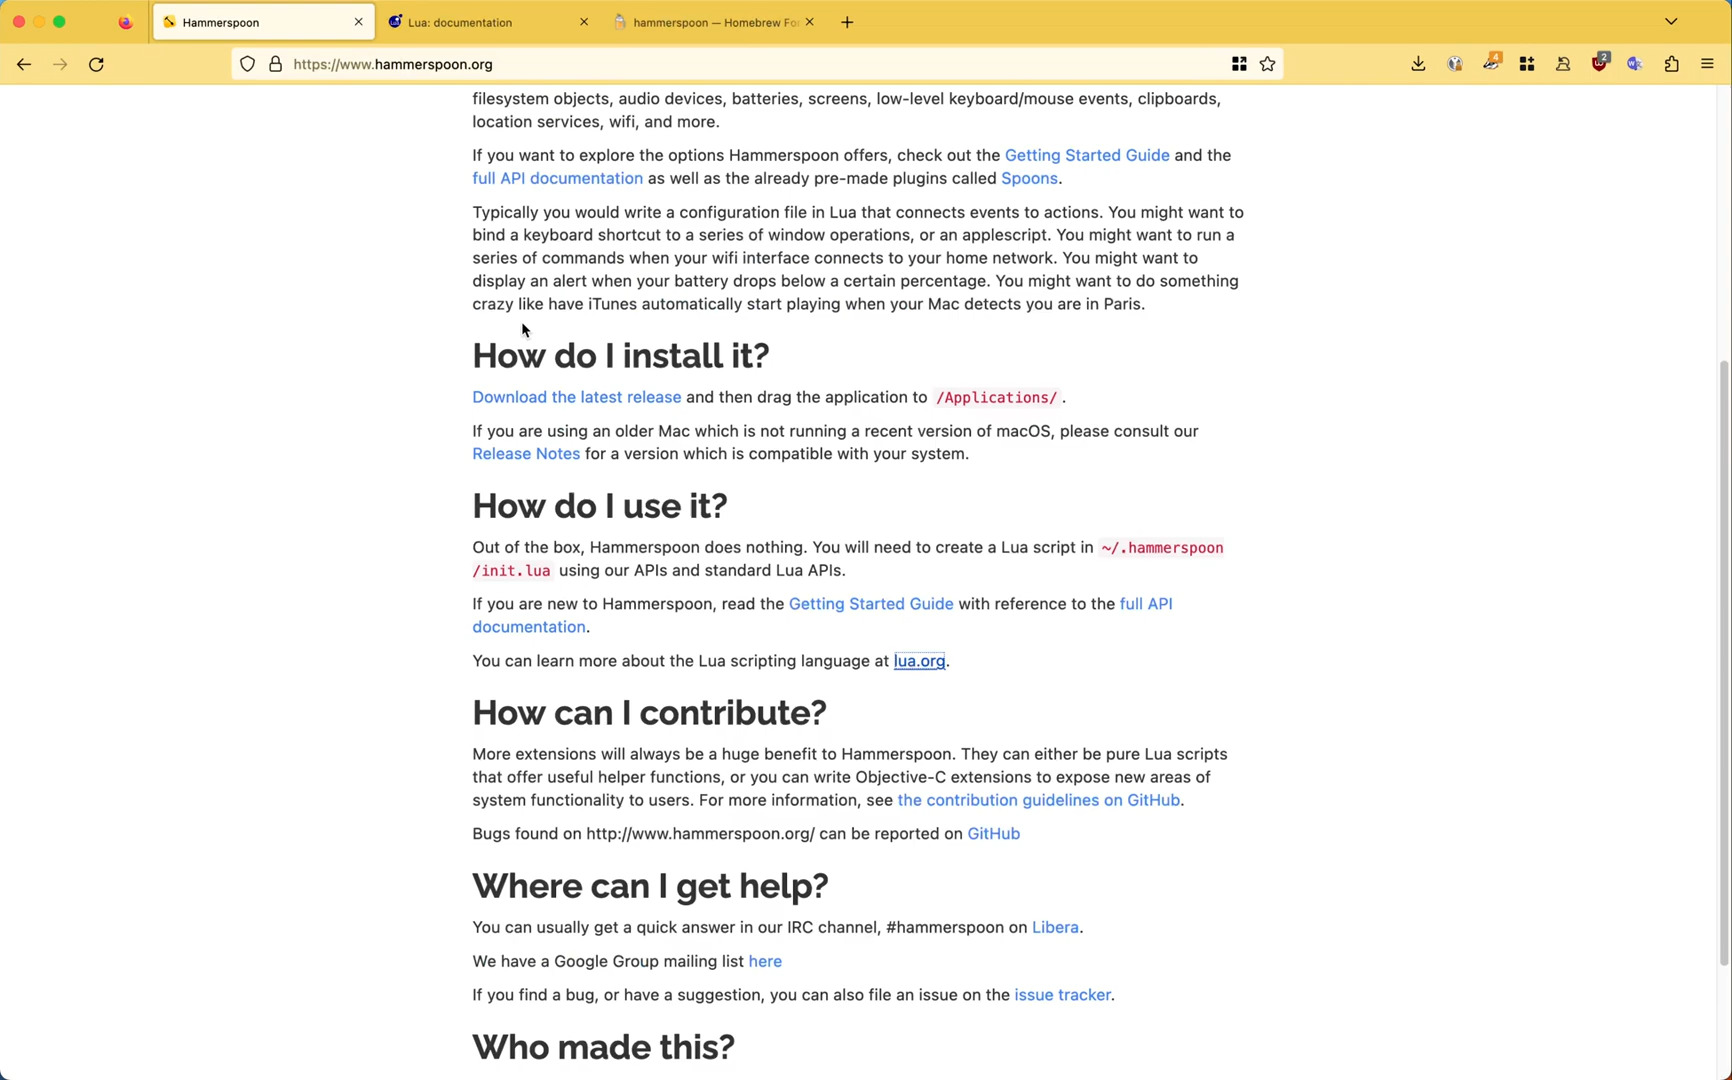 Hammerspoon
Lua: documentation
hammerspoon — Homebrew For
https://www.hammerspoon.org
4
2
filesystem objects, audio devices, batteries, screens, low-level keyboard/mouse events, clipboards,
location services, wifi, and more.
If you want to explore the options Hammerspoon offers, check out the Getting Started Guide and the
full API documentation as well as the already pre-made plugins called Spoons.
Typically you would write a configuration file in Lua that connects events to actions. You might want to
bind a keyboard shortcut to a series of window operations, or an applescript. You might want to run a
series of commands when your wifi interface connects to your home network. You might want to
display an alert when your battery drops below a certain percentage. You might want to do something
crazy like have iTunes automatically start playing when your Mac detects you are in Paris.
How do I install it?
Download the latest release and then drag the application to /Applications/ .
If you are using an older Mac which is not running a recent version of macOS, please consult our
Release Notes for a version which is compatible with your system.
How do I use it?
Out of the box, Hammerspoon does nothing. You will need to create a Lua script in ~/.hammerspoon
/init.lua using our APIs and standard Lua APIs.
If you are new to Hammerspoon, read the Getting Started Guide with reference to the full API
documentation.
You can learn more about the Lua scripting language at lua.org.
How can I contribute?
More extensions will always be a huge benefit to Hammerspoon. They can either be pure Lua scripts
that offer useful helper functions, or you can write Objective-C extensions to expose new areas of
system functionality to users. For more information, see the contribution guidelines on GitHub.
Bugs found on http://www.hammerspoon.org/ can be reported on GitHub
Where can I get help?
You can usually get a quick answer in our IRC channel, #hammerspoon on Libera.
We have a Google Group mailing list here
If you find a bug, or have a suggestion, you can also file an issue on the issue tracker.
Who made this?